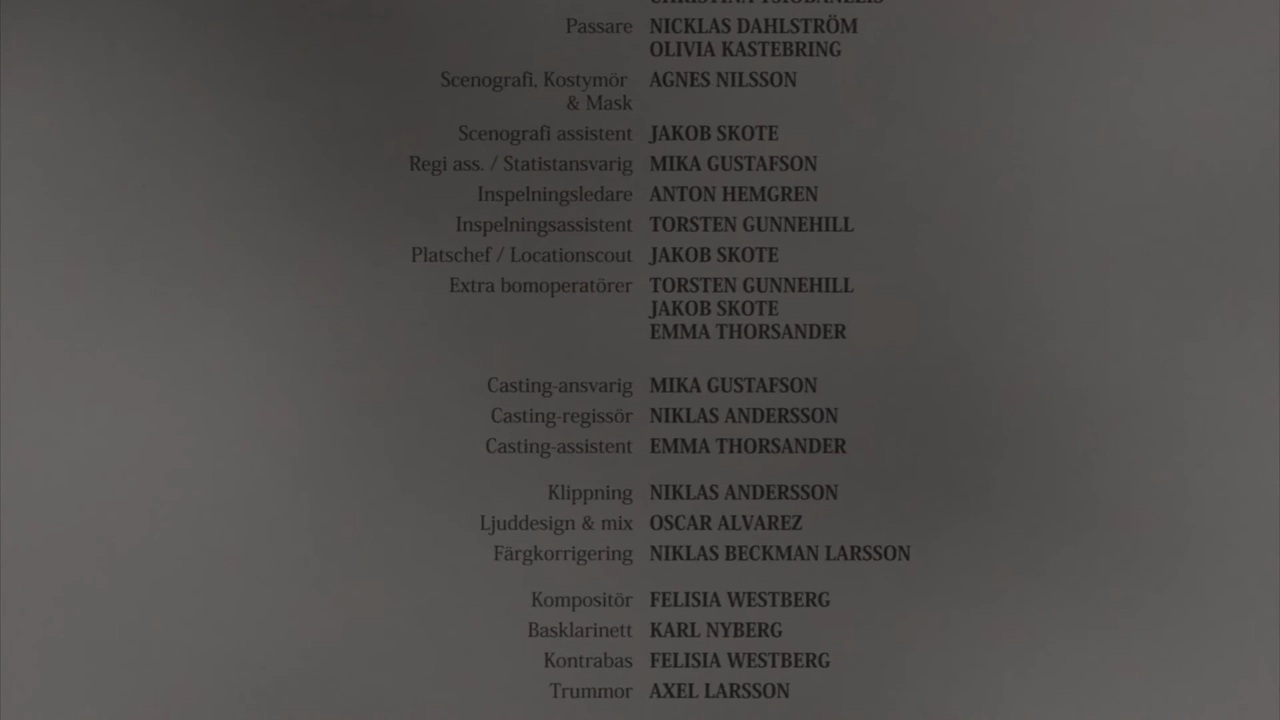 Passare NICKLAS DAHLSTRÖM
OLIVIA KASTEBRING
Scenografi, Kostymör AGNES NILSSON
& Mask
Scenografi assistent JAKOB SKOTE
Regi ass. / Statistansvarig MIKA GUSTAFSON
Inspelningsledare ANTON HEMGREN
Inspelningsassistent TORSTEN GUNNEHILL
Platschef / Locationscout JAKOB SKOTE
Extra bomoperatörer TORSTEN GUNNEHILL
JAKOB SKOTE
EMMA THORSANDER
Casting-ansvarig MIKA GUSTAFSON
Casting-regissör NIKLAS ANDERSSON
Casting-assistent EMMA THORSANDER
Klippning NIKLAS ANDERSSON
Ljuddesign & mix OSCAR ALVAREZ
Färgkorrigering NIKLAS BECKMAN LARSSON
Kompositör FELISIA WESTBERG
Basklarinett KARL NYBERG
Kontrabas FELISIA WESTBERG
Trummor AXEL LARSSON